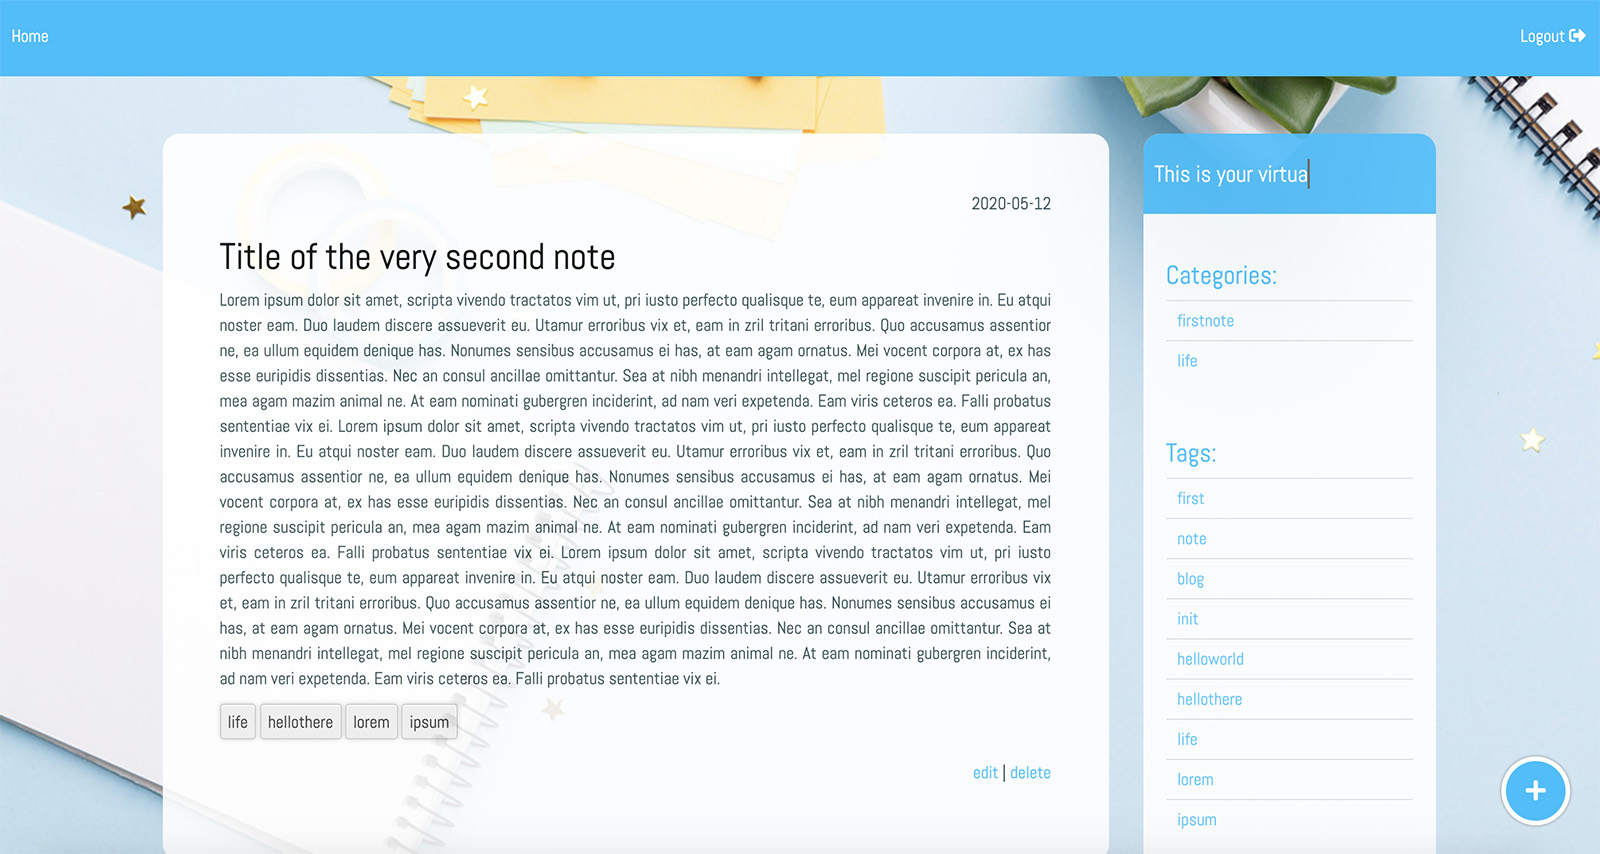 Home
Logout
2020-05-12
Title of the very second note
Lorem ipsum dolor sit amet, scripta vivendo tractatos vim ut, pri iusto perfecto qualisque te, eum appareat invenire in. Eu atqui
noster eam. Duo laudem discere assueverit eu. Utamur erroribus vix et, eam in zril tritani erroribus. Quo accusamus assentior
ne, ea ullum equidem denique has. Nonumes sensibus accusamus ei has, at eam agam ornatus. Mei vocent corpora at, ex has
esse euripidis dissentias. Nec an consul ancillae omittantur. Sea at nibh menandri intellegat, mel regione suscipit pericula an,
mea agam mazim animal ne. At eam nominati gubergren inciderint, ad nam veri expetenda. Eam viris ceteros ea. Falli probatus
sententiae vix ei. Lorem ipsum dolor sit amet, scripta vivendo tractatos vim ut, pri iusto perfecto qualisque te, eum appareat
invenire in. Eu atqui noster eam. Duo laudem discere assueverit eu. Utamur erroribus vix et, eam in zril tritani erroribus. Quo
accusamus assentior ne, ea ullum equidem denique has. Nonumes sensibus accusamus ei has, at eam agam ornatus. Mei
vocent corpora at, ex has esse euripidis dissentias. Nec an consul ancillae omittantur. Sea at nibh menandri intellegat, mel
regione suscipit pericula an, mea agam mazim animal ne. At eam nominati gubergren inciderint, ad nam veri expetenda. Eam
viris ceteros ea. Falli probatus sententiae vix ei. Lorem ipsum dolor sit amet, scripta vivendo tractatos vim ut, pri iusto
perfecto qualisque te, eum appareat invenire in. Eu atqui noster eam. Duo laudem discere assueverit eu. Utamur erroribus vix
et, eam in zril tritani erroribus. Quo accusamus assentior ne, ea ullum equidem denique has. Nonumes sensibus accusamus ei
has, at eam agam ornatus. Mei vocent corpora at, ex has esse euripidis dissentias. Nec an consul ancillae omittantur. Sea at
nibh menandri intellegat, mel regione suscipit pericula an, mea agam mazim animal ne. At eam nominati gubergren inciderint,
ad nam veri expetenda. Eam viris ceteros ea. Falli probatus sententiae vix ei.
life hellothere lorem ipsum
edit | delete
This is your virtua
Categories:
firstnote
life
Tags:
first
note
blog
init
helloworld
hellothere
life
lorem
ipsum